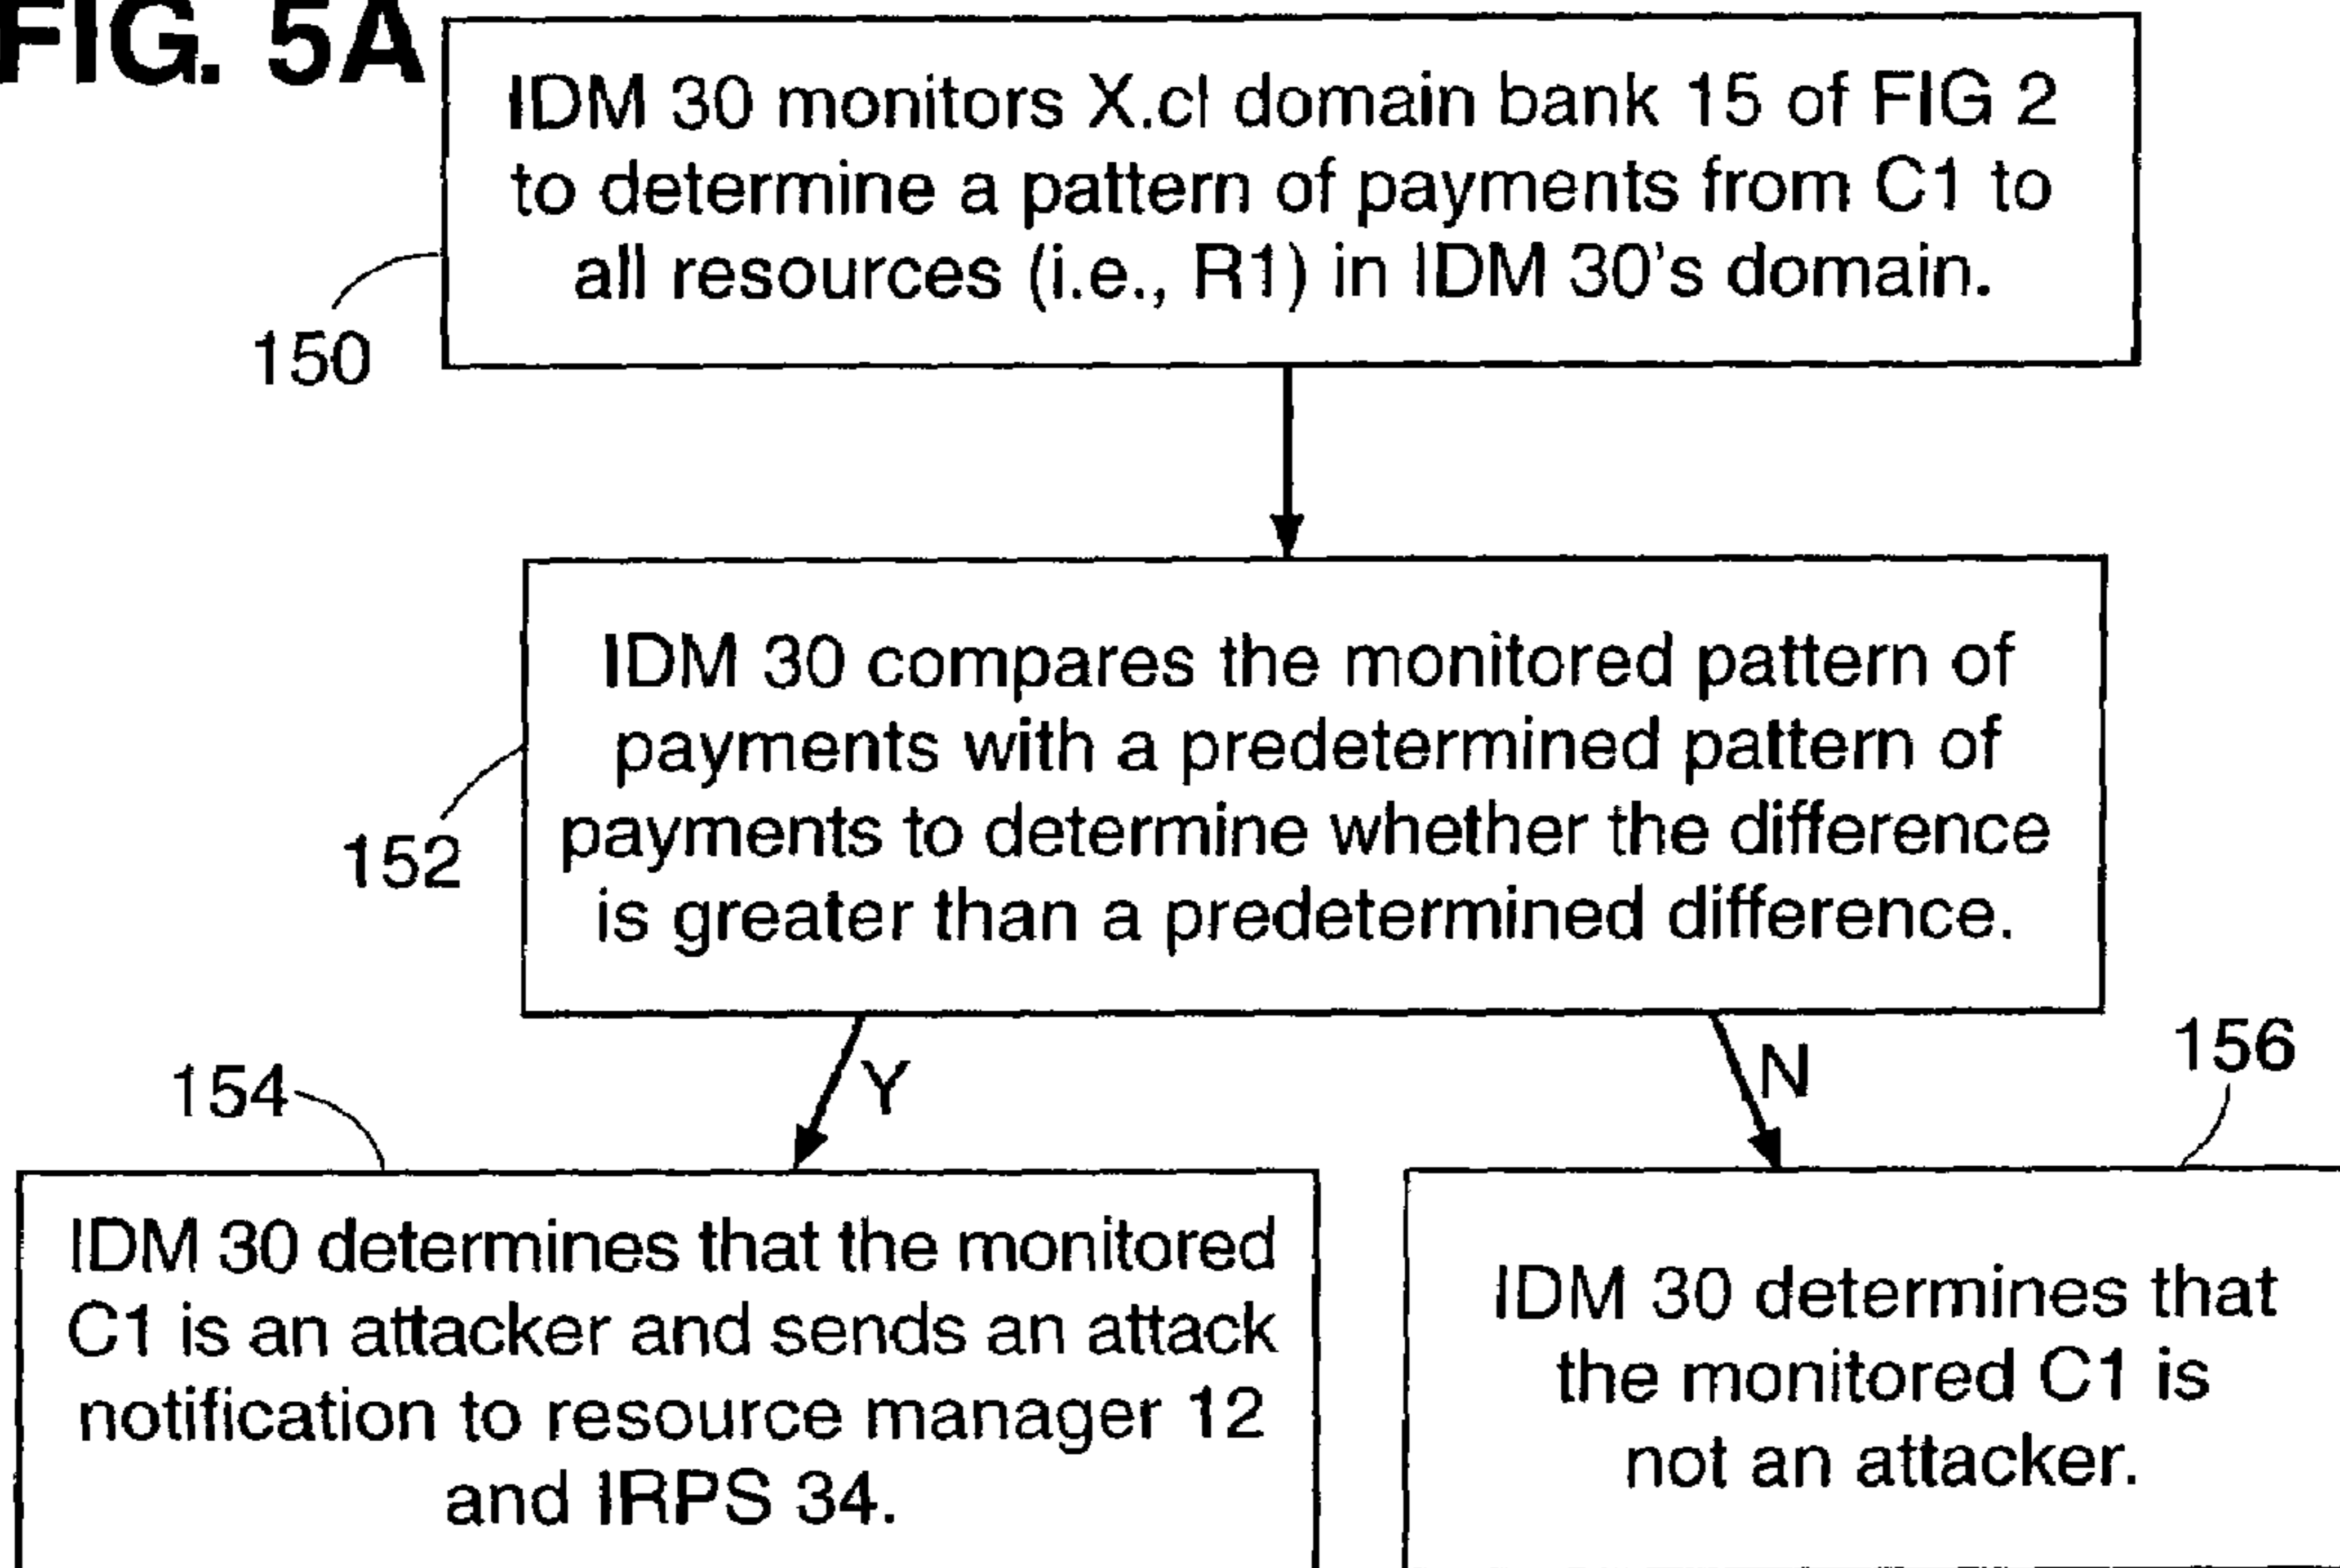 FIG. 5A
IDM 30 monitors X.cl domain bank 15 of FIG 2
to determine a pattern of payments from C1 to
all resources (i.e., R1) in IDM 30's domain.
150
IDM 30 compares the monitored pattern of
payments with a predetermined pattern of
payments to determine whether the difference
is greater than a predetermined difference.
152
Y
N
154
156
IDM 30 determines that the monitored
C1 is an attacker and sends an attack
notification to resource manager 12
and IRPS 34.
IDM 30 determines that
the monitored C1 is
not an attacker.